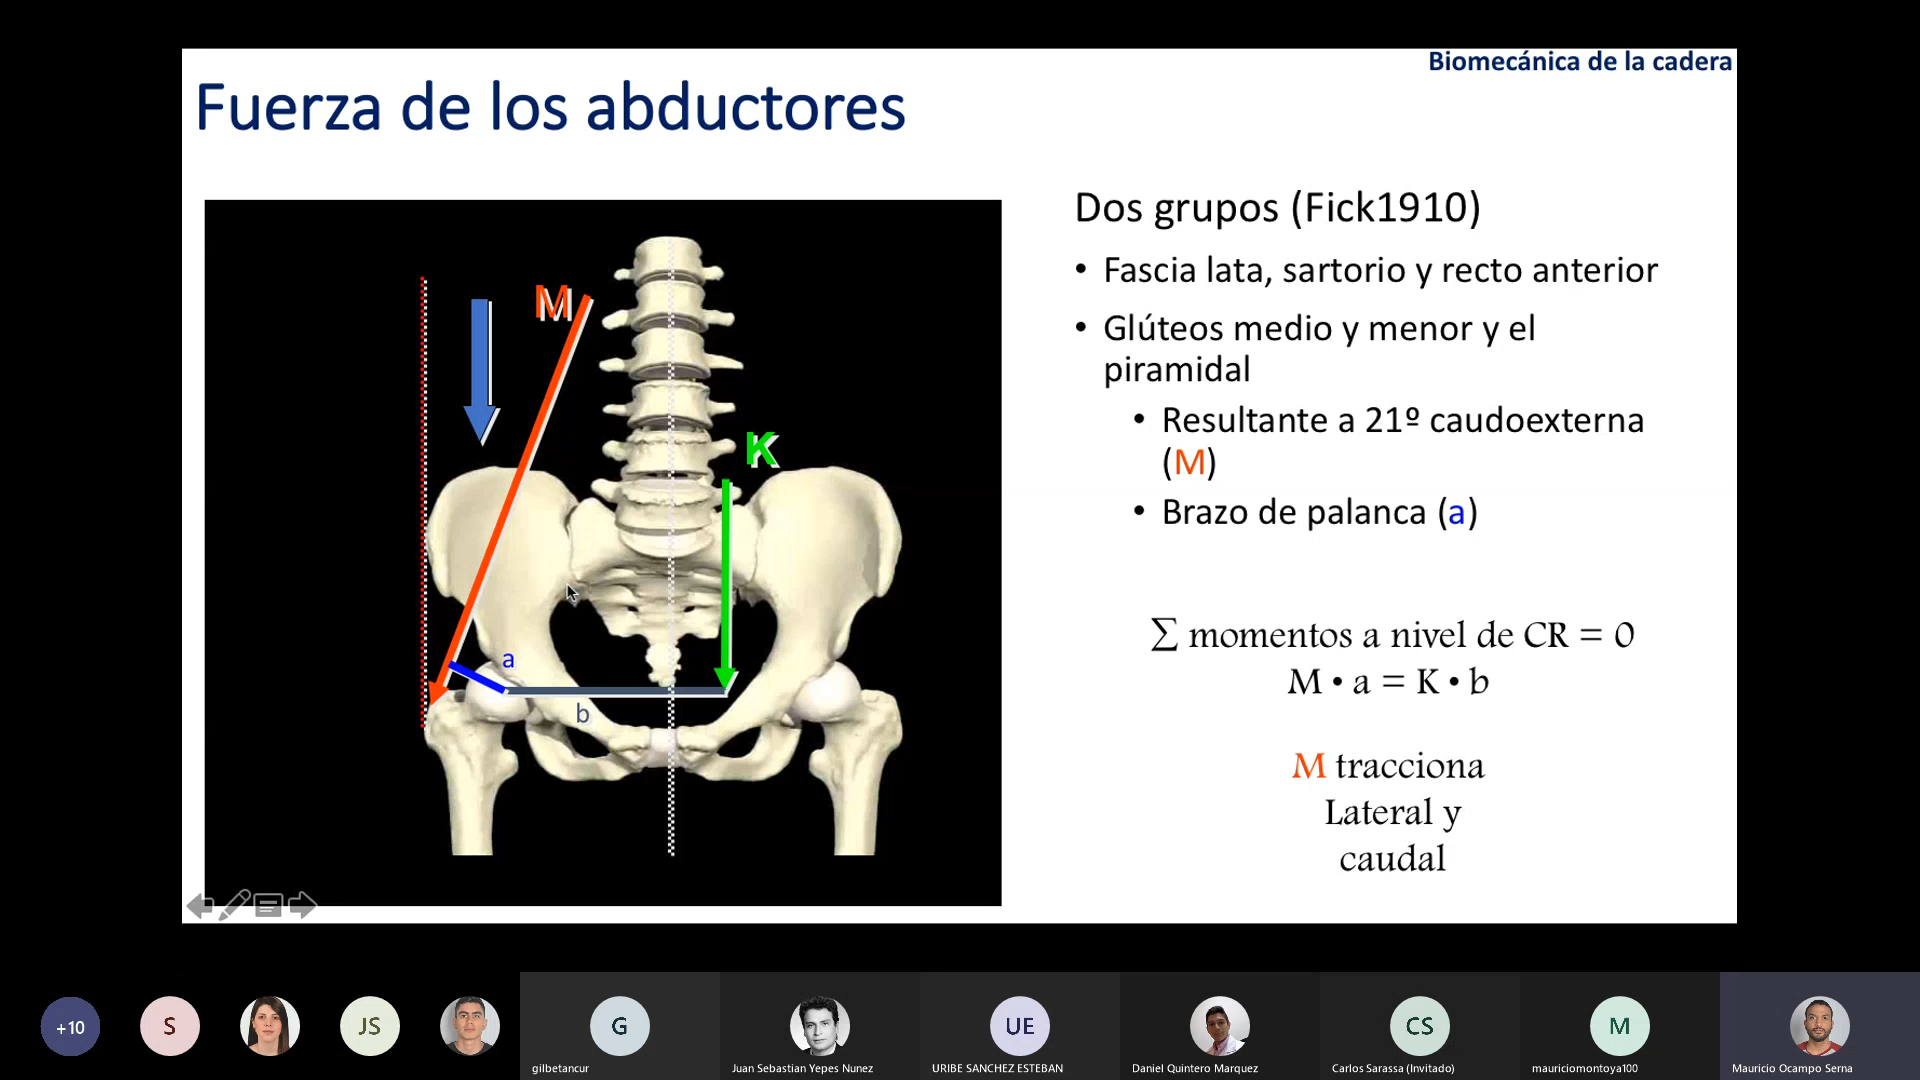 Biomecánica de la cadera
Fuerza de los abductores
Dos grupos (Fick1910)
• Fascia lata, sartorio y recto anterior
• Glúteos medio y menor y el
piramidal
• Resultante a 21º caudoexterna
(M)
• Brazo de palanca (a)
∑ momentos a nivel de CR = 0
M • a = K • b
M tracciona
Lateral y
caudal
M
K
a
b
+10
S
JS
G
UE
CS
M
gilbetancur
Juan Sebastian Yepes Nunez
URIBE SANCHEZ ESTEBAN
Daniel Quintero Marquez
Carlos Sarassa (Invitado)
mauriciomontoya100
Mauricio Ocampo Serna